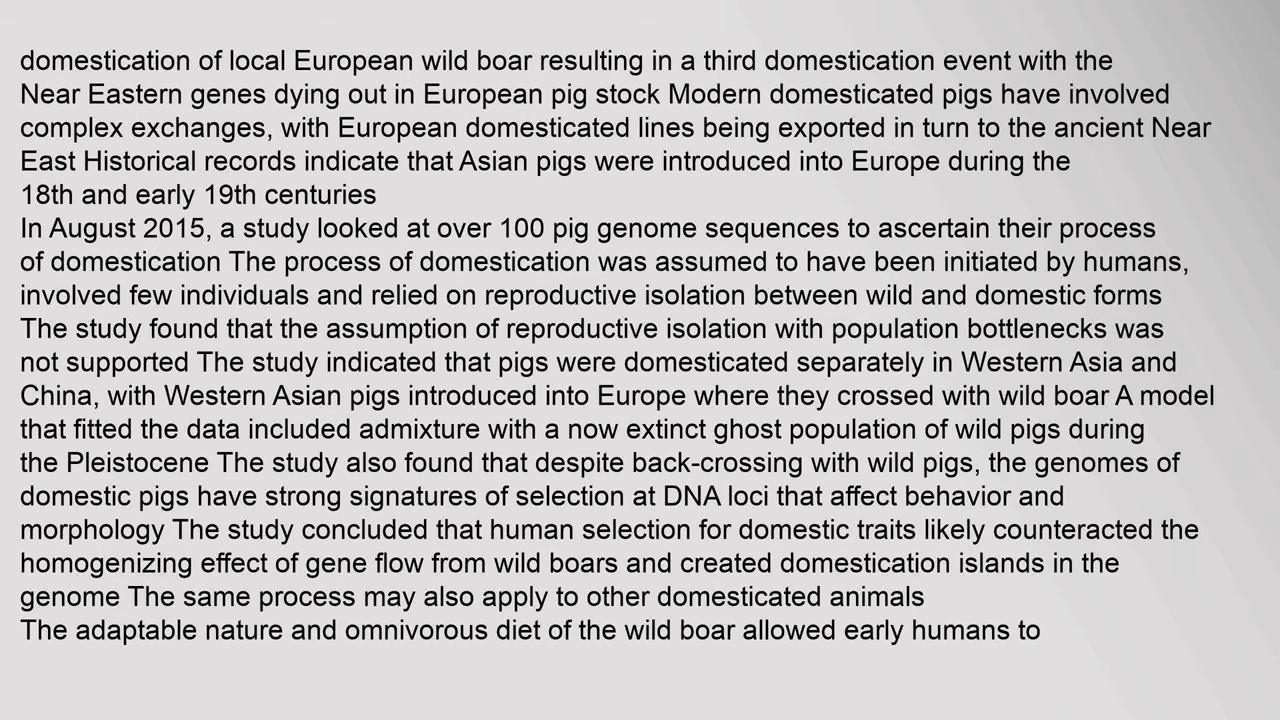 domestication of local European wild boar resulting in a third domestication event with the
Near Eastern genes dying out in European pig stock Modern domesticated pigs have involved
complex exchanges, with European domesticated lines being exported in turn to the ancient Near
East Historical records indicate that Asian pigs were introduced into Europe during the
18th and early 19th centuries
In August 2015, a study looked at over 100 pig genome sequences to ascertain their process
of domestication The process of domestication was assumed to have been initiated by humans,
involved few individuals and relied on reproductive isolation between wild and domestic forms
The study found that the assumption of reproductive isolation with population bottlenecks was
not supported The study indicated that pigs were domesticated separately in Western Asia and
China, with Western Asian pigs introduced into Europe where they crossed with wild boar A model
that fitted the data included admixture with a now extinct ghost population of wild pigs during
the Pleistocene The study also found that despite back-crossing with wild pigs, the genomes of
domestic pigs have strong signatures of selection at DNA loci that affect behavior and
morphology The study concluded that human selection for domestic traits likely counteracted the
homogenizing effect of gene flow from wild boars and created domestication islands in the
genome The same process may also apply to other domesticated animals
The adaptable nature and omnivorous diet of the wild boar allowed early humans to